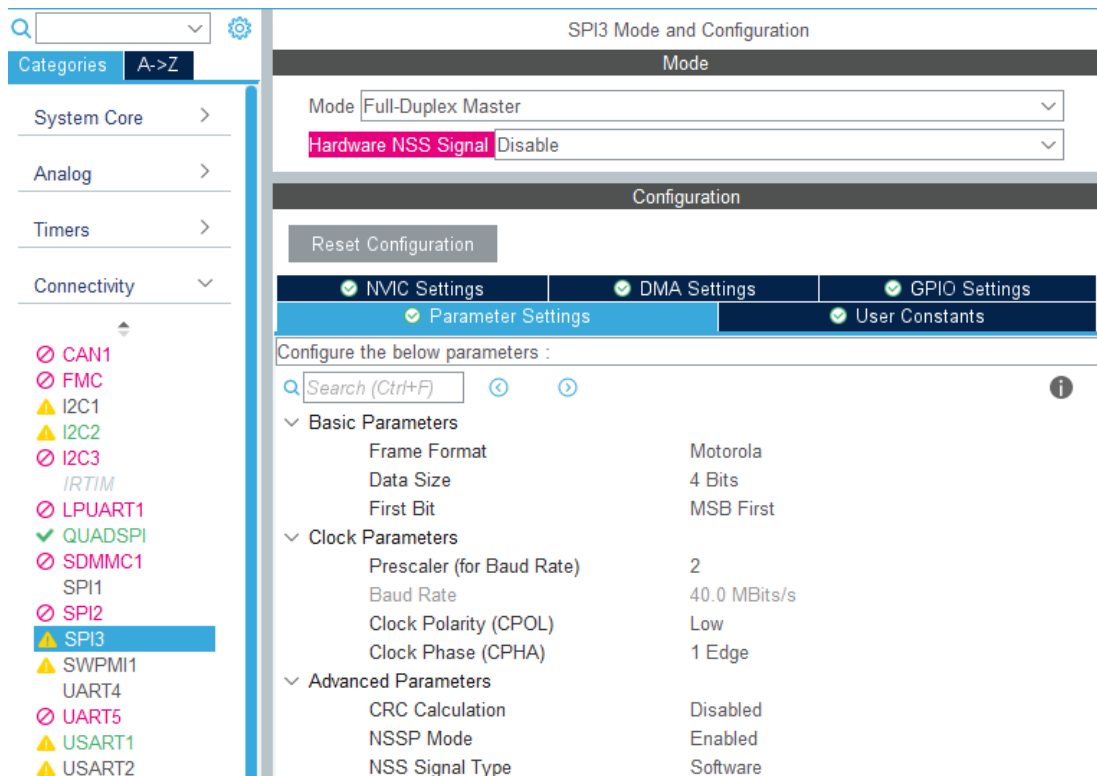 SPI3 Mode and Configuration
Categories A->Z
Mode
System Core
Mode Full-Duplex Master
Hardware NSS Signal Disable
Analog
Configuration
Timers
Reset Configuration
Connectivity
NVIC Settings DMA Settings GPIO Settings
Parameter Settings User Constants
Configure the below parameters :
Search (Ctrl+F)
CAN1
FMC
I2C1
I2C2
I2C3
IRTIM
LPUART1
QUADSPI
SDMMC1
SPI1
SPI2
SPI3
SWPMI1
UART4
UART5
USART1
USART2
Basic Parameters
Frame Format Motorola
Data Size 4 Bits
First Bit MSB First
Clock Parameters
Prescaler (for Baud Rate) 2
Baud Rate 40.0 MBits/s
Clock Polarity (CPOL) Low
Clock Phase (CPHA) 1 Edge
Advanced Parameters
CRC Calculation Disabled
NSSP Mode Enabled
NSS Signal Type Software